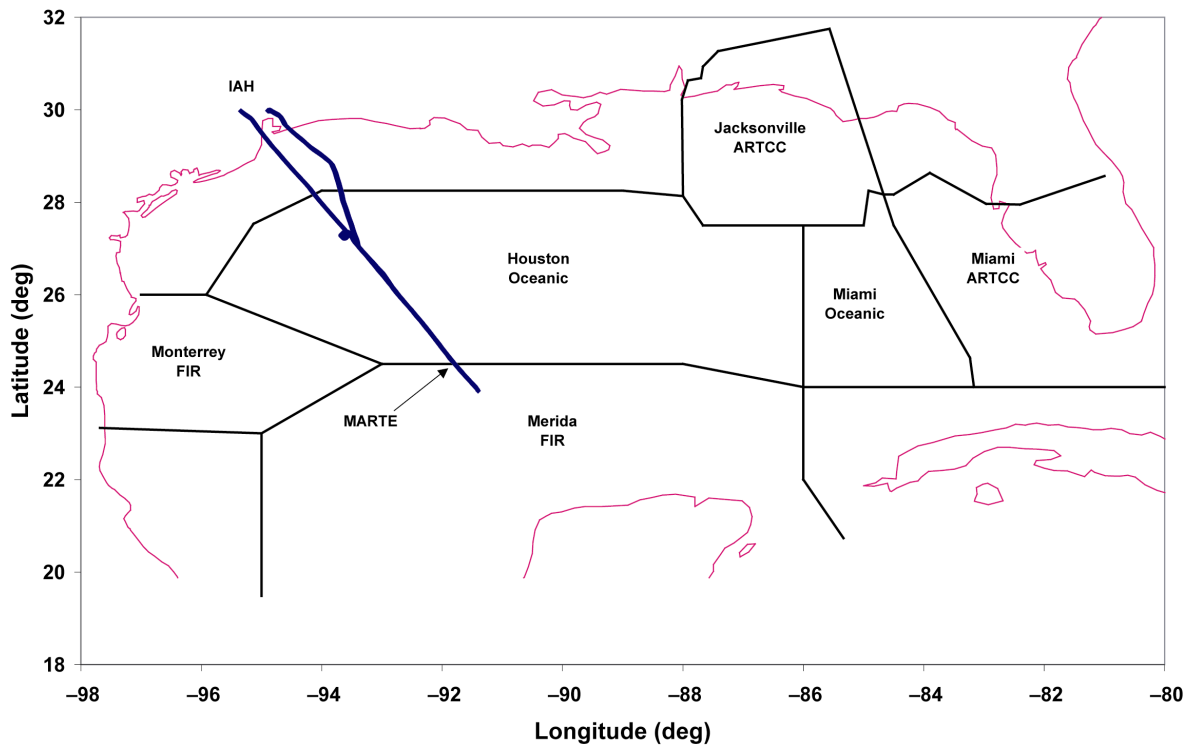 32
30
28
26
24
22
20
18
Latitude (deg)
IAH
Jacksonville
ARTCC
Houston
Oceanic
Miami
ARTCC
Miami
Oceanic
Monterrey
FIR
MARTE
Merida
FIR
–98
–96
–94
–92
–90
–88
–86
–84
–82
–80
Longitude (deg)